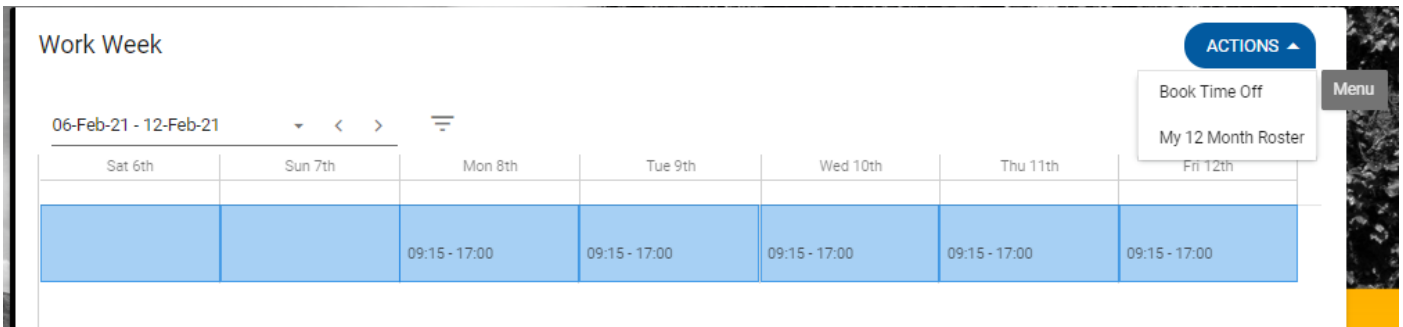 Work Week
ACTIONS
Book Time Off
Menu
06-Feb-21 - 12-Feb-21
My 12 Month Roster
Sat 6th Sun 7th Mon 8th Tue 9th Wed 10th Thu 11th Fri 12th
09:15 - 17:00 09:15 - 17:00 09:15 - 17:00 09:15 - 17:00 09:15 - 17:00